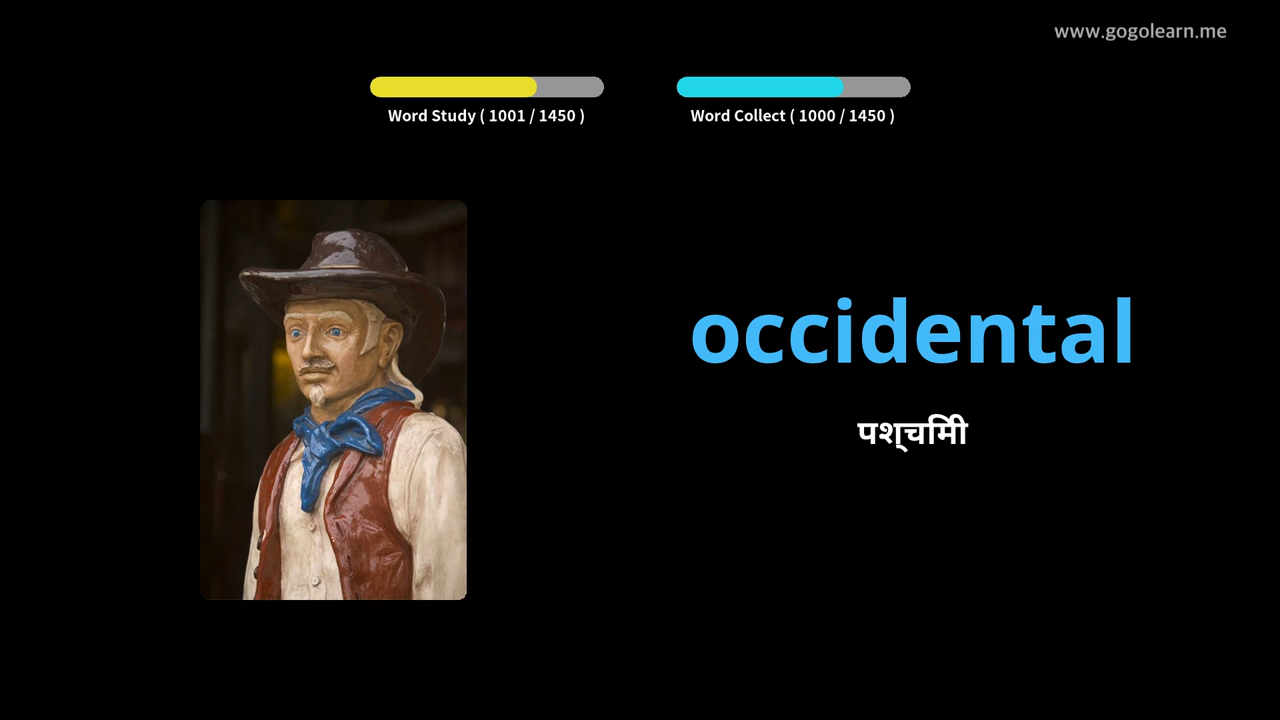 www.gogolearn.me
Word Study ( 1001 / 1450 )
Word Collect ( 1000 / 1450 )
occidental
पश्चिमी